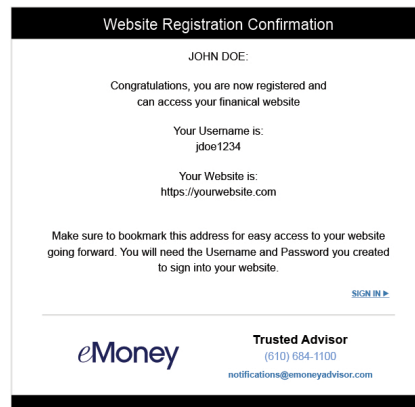 Website Registration Confirmation
JOHN DOE:
Congratulations, you are now registered and
can access your finanical website
Your Username is:
jdoe1234
Your Website is:
https://yourwebsite.com
Make sure to bookmark this address for easy access to your website
going forward. You will need the Username and Password you created
to sign into your website.
SIGN IN ►
eMoney
Trusted Advisor
(610) 684-1100
notifications@emoneyadvisor.com